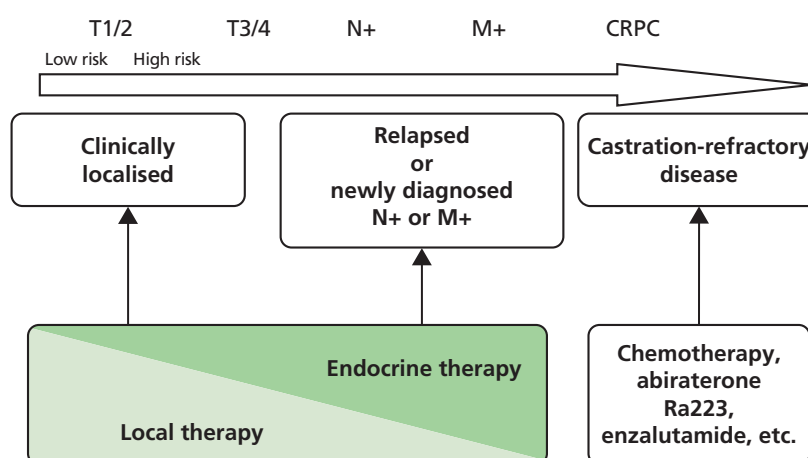 T1/2 T3/4 N+ M+ CRPC
Low risk High risk
Clinically
localised
Relapsed
or
newly diagnosed
N+ or M+
Castration-refractory
disease
Endocrine therapy
Local therapy
Chemotherapy,
abiraterone
Ra223,
enzalutamide, etc.